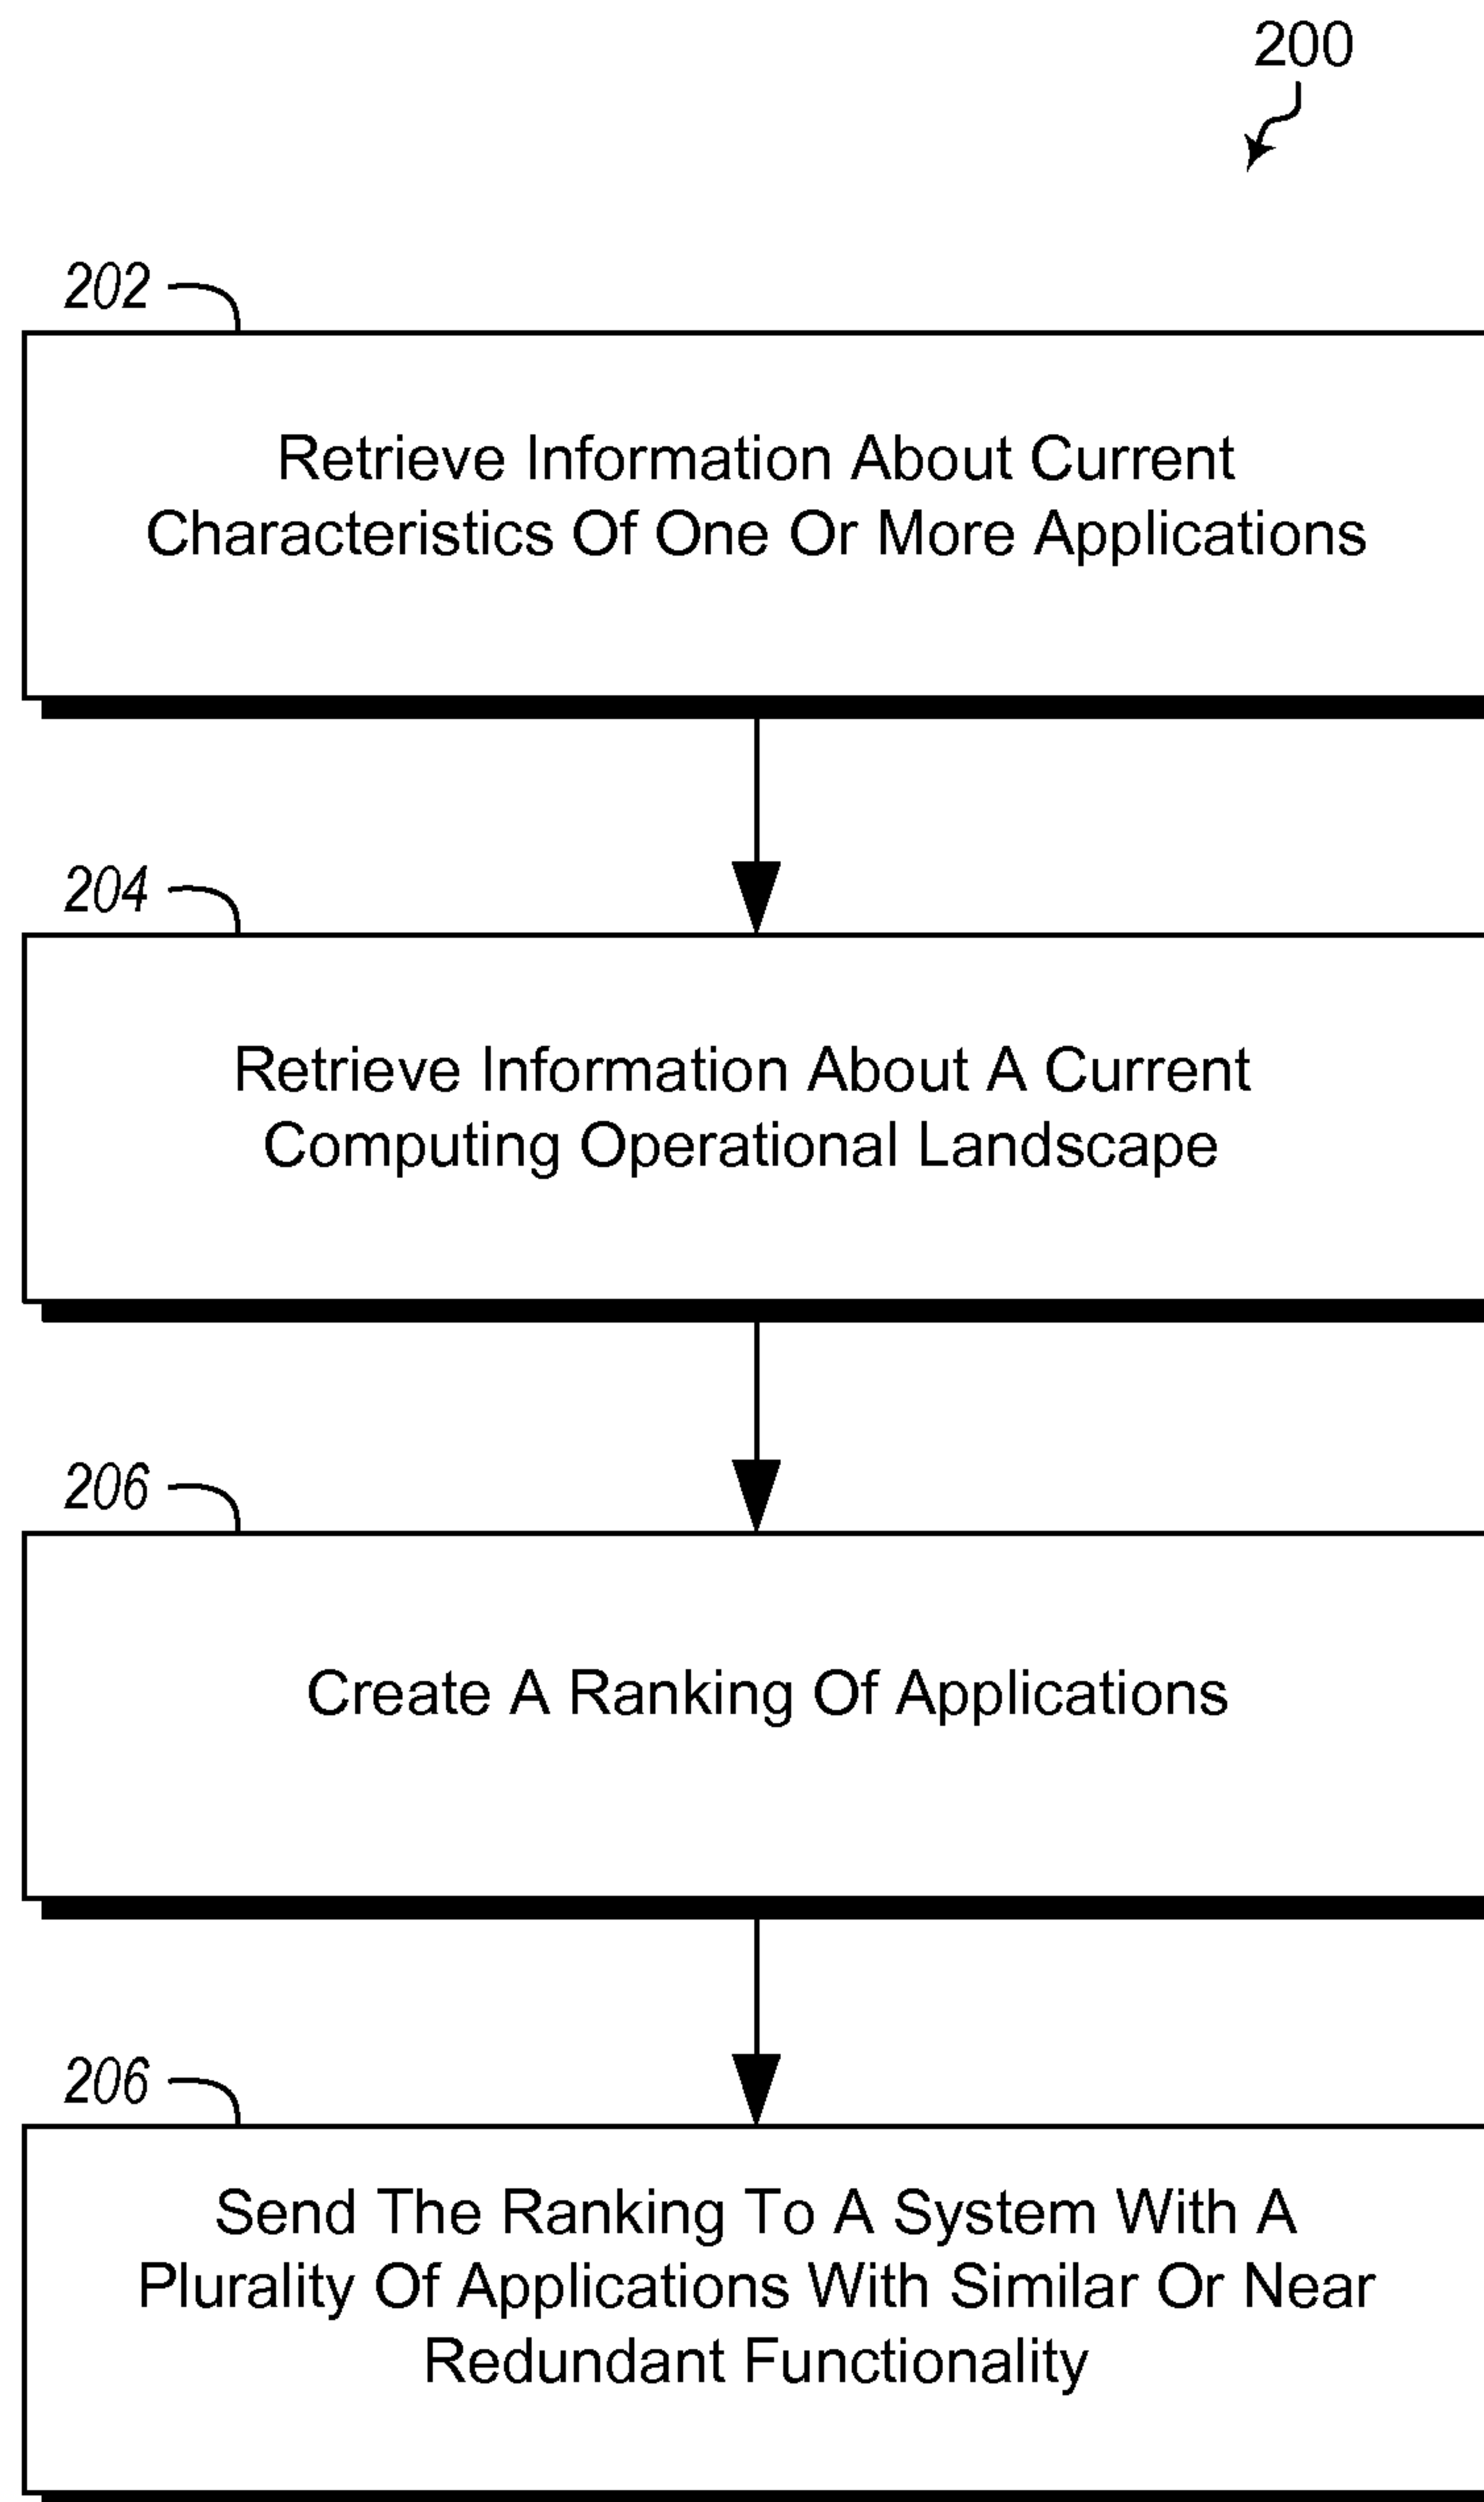 200
202
Retrieve Information About Current
Characteristics Of One Or More Applications
204
Retrieve Information About A Current
Computing Operational Landscape
206
Create A Ranking Of Applications
206
Send The Ranking To A System With A
Plurality Of Applications With Similar Or Near
Redundant Functionality